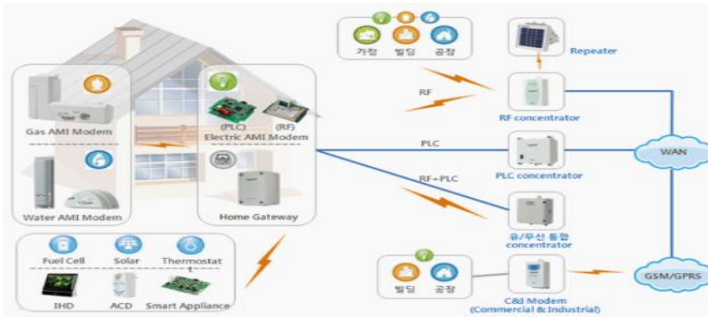 가정 빌딩 공장
Repeater
RF
RF concentrator
Gas AMI Modem
(PLC) (RF)
Electric AMI Modem
PLC
PLC concentrator
WAN
Water AMI Modem
Home Gateway
RF+PLC
유/무선 통합
concentrator
Fuel Cell Solar Thermostat
IHD ACD Smart Appliance
빌딩 공장
C&I Modem
(Commercial & Industrial)
GSM/GPRS